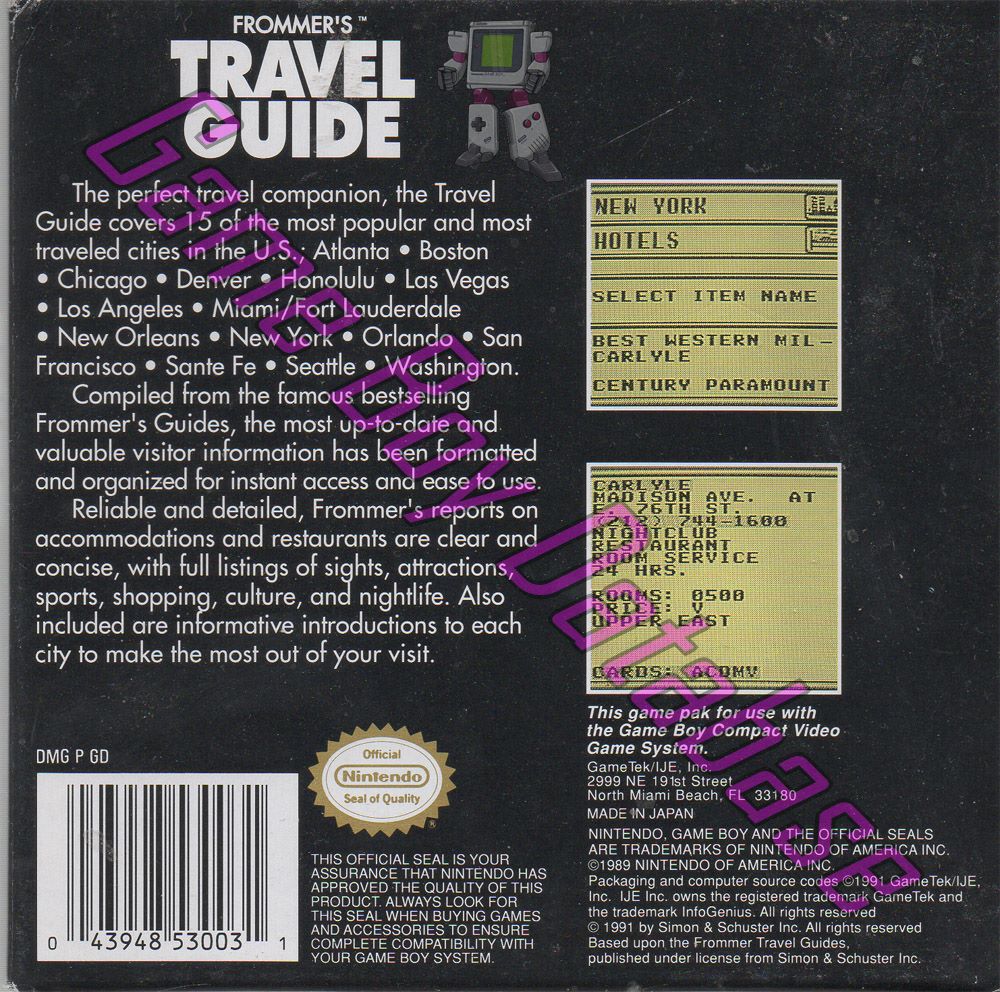 FROMMER'S ™
TRAVEL
GUIDE
The perfect travel companion, the Travel
Guide covers 15 of the most popular and most
traveled cities in the U.S.; Atlanta • Boston
• Chicago • Denver • Honolulu • Las Vegas
• Los Angeles • Miami/Fort Lauderdale
• New Orleans • New York • Orlando • San
Francisco • Sante Fe • Seattle • Washington.
Compiled from the famous bestselling
Frommer's Guides, the most up-to-date and
valuable visitor information has been formatted
and organized for instant access and ease to use.
Reliable and detailed, Frommer's reports on
accommodations and restaurants are clear and
concise, with full listings of sights, attractions,
sports, shopping, culture, and nightlife. Also
included are informative introductions to each
city to make the most out of your visit.
NEW YORK
HOTELS
SELECT ITEM NAME
BEST WESTERN MIL-
CARLYLE
CENTURY PARAMOUNT
CARLYLE
MADISON AVE. AT
E. 76TH ST.
(212) 744-1600
NIGHTCLUB
RESTAURANT
ROOM SERVICE
24 HRS.
ROOMS: 0500
PRICE: V
UPPER EAST
CARDS: ACDMV
This game pak for use with
the Game Boy Compact Video
Game System.
GameTek/IJE, Inc.
2999 NE 191st Street
North Miami Beach, FL 33180
MADE IN JAPAN
NINTENDO, GAME BOY AND THE OFFICIAL SEALS
ARE TRADEMARKS OF NINTENDO OF AMERICA INC.
©1989 NINTENDO OF AMERICA INC.
Packaging and computer source codes ©1991 GameTek/IJE,
Inc. IJE Inc. owns the registered trademark GameTek and
the trademark InfoGenius. All rights reserved
© 1991 by Simon & Schuster Inc. All rights reserved
Based upon the Frommer Travel Guides,
published under license from Simon & Schuster Inc.
DMG P GD
0 43948 53003 1
Official
Nintendo
Seal of Quality
®
THIS OFFICIAL SEAL IS YOUR
ASSURANCE THAT NINTENDO HAS
APPROVED THE QUALITY OF THIS
PRODUCT. ALWAYS LOOK FOR
THIS SEAL WHEN BUYING GAMES
AND ACCESSORIES TO ENSURE
COMPLETE COMPATIBILITY WITH
YOUR GAME BOY SYSTEM.
Game Boy Database